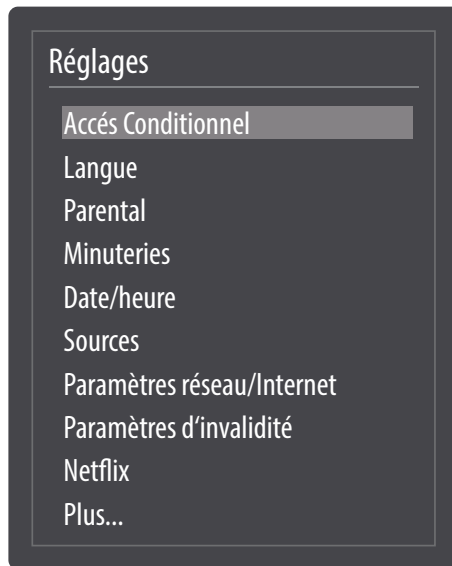 Réglages
Accés Conditionnel
Langue
Parental
Minuteries
Date/heure
Sources
Paramètres réseau/Internet
Paramètres d‘invalidité
Netflix
Plus...